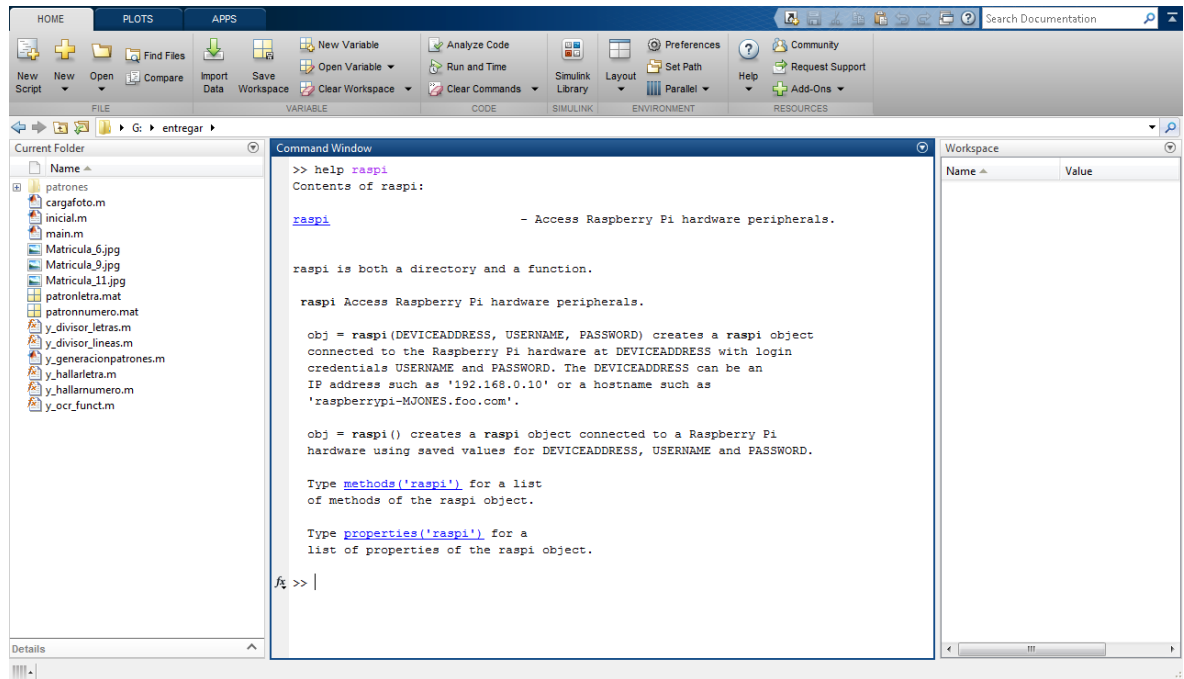 HOME PLOTS APPS Search Documentation
New Script
New
Open
Find Files
Compare
Import Data
Save Workspace
New Variable
Open Variable
Clear Workspace
Analyze Code
Run and Time
Clear Commands
Simulink Library
Layout
Preferences
Set Path
Parallel
Help
Community
Request Support
Add-Ons
FILE VARIABLE CODE SIMULINK ENVIRONMENT RESOURCES
G: entregar
Current Folder
Name
patrones
cargafoto.m
inicial.m
main.m
Matricula_6.jpg
Matricula_9.jpg
Matricula_11.jpg
patronletra.mat
patronnumero.mat
y_divisor_letras.m
y_divisor_lineas.m
y_generacionpatrones.m
y_hallarletra.m
y_hallarnumero.m
y_ocr_funct.m
Details
Command Window
>> help raspi
Contents of raspi:
raspi - Access Raspberry Pi hardware peripherals.
raspi is both a directory and a function.
raspi Access Raspberry Pi hardware peripherals.
obj = raspi(DEVICEADDRESS, USERNAME, PASSWORD) creates a raspi object
connected to the Raspberry Pi hardware at DEVICEADDRESS with login
credentials USERNAME and PASSWORD. The DEVICEADDRESS can be an
IP address such as '192.168.0.10' or a hostname such as
'raspberrypi-MJONES.foo.com'.
obj = raspi() creates a raspi object connected to a Raspberry Pi
hardware using saved values for DEVICEADDRESS, USERNAME and PASSWORD.
Type methods('raspi') for a list
of methods of the raspi object.
Type properties('raspi') for a
list of properties of the raspi object.
fx >>
Workspace
Name Value